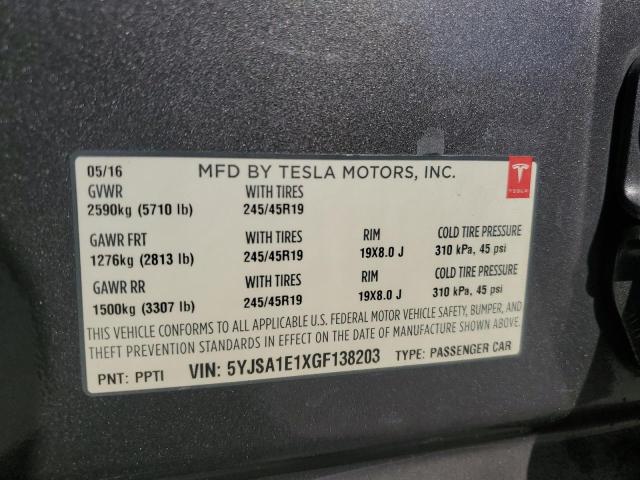 05/16 MFD BY TESLA MOTORS, INC.
GVWR WITH TIRES
2590kg (5710 lb) 245/45R19
GAWR FRT WITH TIRES RIM COLD TIRE PRESSURE
1276kg (2813 lb) 245/45R19 19X8.0 J 310 kPa, 45 psi
GAWR RR WITH TIRES RIM COLD TIRE PRESSURE
1500kg (3307 lb) 245/45R19 19X8.0 J 310 kPa, 45 psi
THIS VEHICLE CONFORMS TO ALL APPLICABLE U.S. FEDERAL MOTOR VEHICLE SAFETY, BUMPER, AND
THEFT PREVENTION STANDARDS IN EFFECT ON THE DATE OF MANUFACTURE SHOWN ABOVE.
PNT: PPTI VIN: 5YJSA1E1XGF138203 TYPE: PASSENGER CAR
TESLA